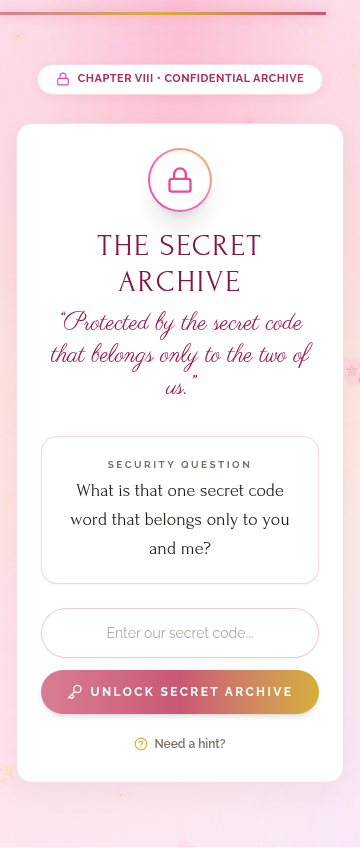 CHAPTER VIII • CONFIDENTIAL ARCHIVE
THE SECRET
ARCHIVE
“Protected by the secret code
that belongs only to the two of
us.”
SECURITY QUESTION
What is that one secret code
word that belongs only to you
and me?
Enter our secret code...
UNLOCK SECRET ARCHIVE
Need a hint?